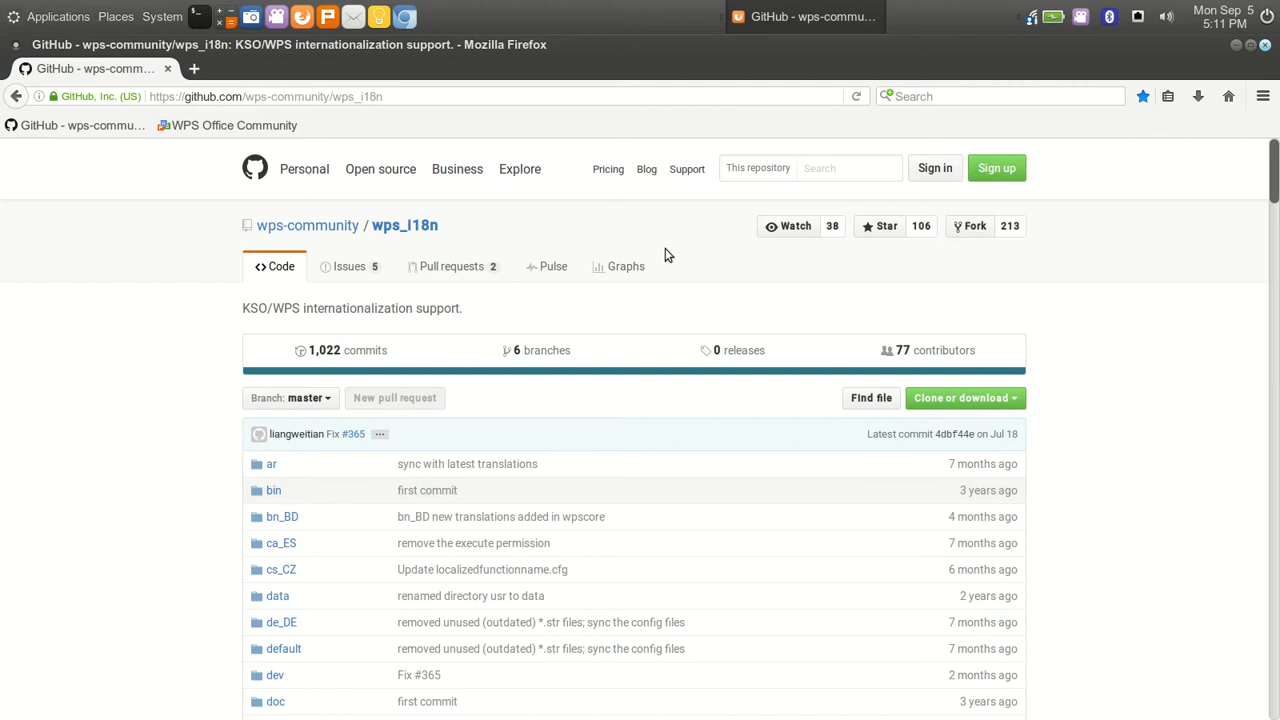 Applications Places System GitHub - wps-commu... Mon Sep 5
5:11 PM
GitHub - wps-community/wps_i18n: KSO/WPS internationalization support. - Mozilla Firefox
GitHub - wps-comm... × +
GitHub, Inc. (US) https://github.com/wps-community/wps_i18n Search
GitHub - wps-commu... WPS Office Community
Personal Open source Business Explore Pricing Blog Support This repository Search Sign in Sign up
wps-community / wps_i18n Watch 38 Star 106 Fork 213
Code Issues 5 Pull requests 2 Pulse Graphs
KSO/WPS internationalization support.
1,022 commits 6 branches 0 releases 77 contributors
Branch: master New pull request Find file Clone or download
liangweitian Fix #365 ... Latest commit 4dbf44e on Jul 18
ar sync with latest translations 7 months ago
bin first commit 3 years ago
bn_BD bn_BD new translations added in wpscore 4 months ago
ca_ES remove the execute permission 7 months ago
cs_CZ Update localizedfunctionname.cfg 6 months ago
data renamed directory usr to data 2 years ago
de_DE removed unused (outdated) *.str files; sync the config files 7 months ago
default removed unused (outdated) *.str files; sync the config files 7 months ago
dev Fix #365 2 months ago
doc first commit 3 years ago